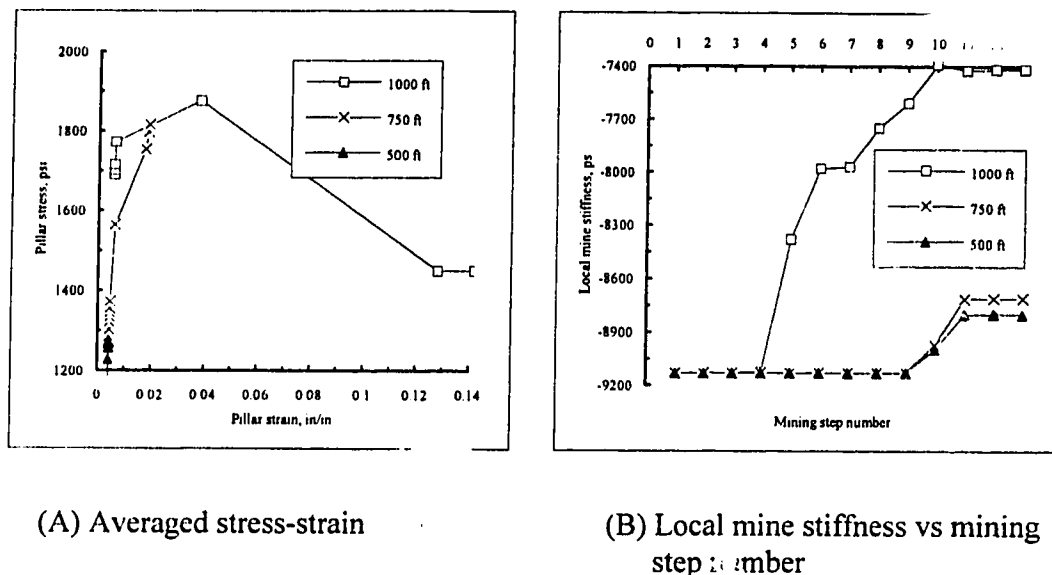 2000
1800
1600
1400
1200
Pillar stress, psi
0
0 02
0 04
0 06
0 08
0 1
0 12
0.14
Pillar strain, in/in
1000 ft
750 ft
500 ft
0 1 2 3 4 5 6 7 8 9 10
-7400
-7700
-8000
-8300
-8600
-8900
-9200
Local mine stiffness, ps
1000 ft
750 ft
500 ft
Mining step number
(A) Averaged stress-strain
(B) Local mine stiffness vs mining
step